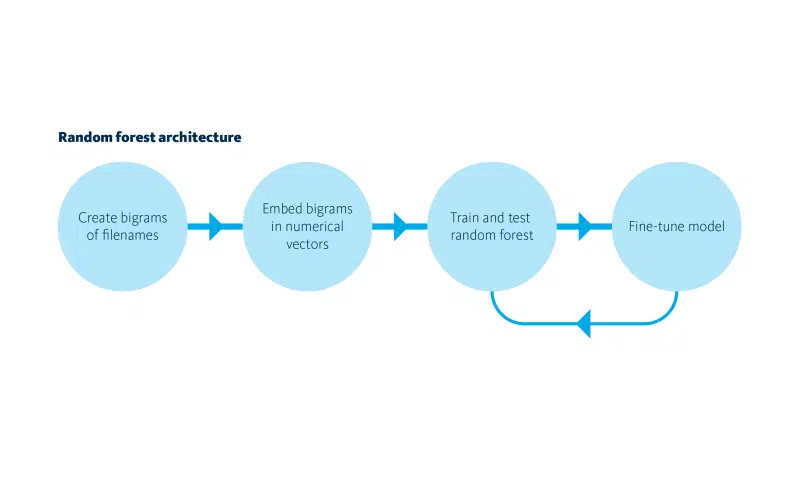 Random forest architecture
Create bigrams
of filenames
Embed bigrams
in numerical
vectors
Train and test
random forest
Fine-tune model